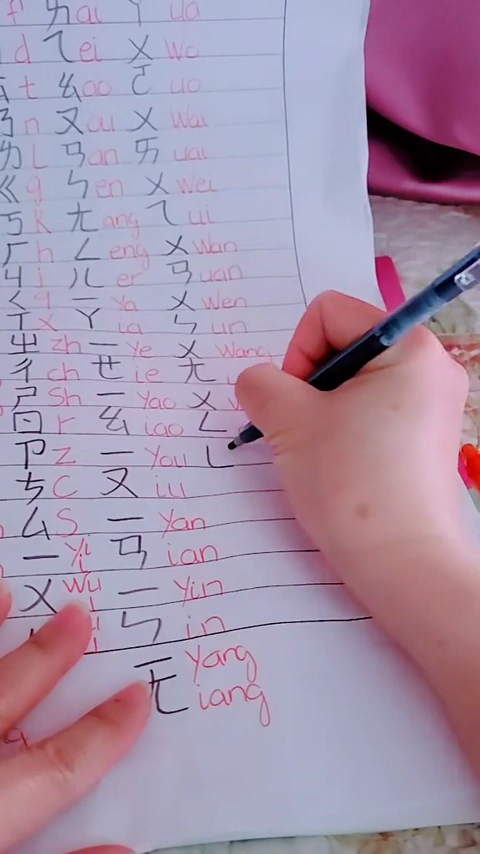 f ㄞ ai ㄚ ua
d ㄟ ei ㄨ wo
ㄊ t ㄠ ao ㄛ uo
ㄋ n ㄡ ou ㄨ wai
ㄌ L ㄢ an ㄞ uai
ㄍ g ㄣ en ㄨ wei
ㄎ k ㄤ ang ㄟ ui
ㄏ h ㄥ eng ㄨ wan
ㄐ j ㄦ er ㄢ uan
ㄑ q ㄧ ya ㄨ wen
ㄒ x ㄚ ia ㄣ un
ㄓ zh ㄧ ye ㄨ wang
ㄔ ch ㄝ ie ㄤ
ㄕ sh ㄧ yao ㄨ
ㄖ r ㄠ iao ㄥ
ㄗ z ㄧ you
ㄘ c ㄡ iu
ㄙ s ㄧ yan
ㄧ yi ㄢ ian
ㄨ wu ㄧ yin
ㄣ in
ㄧ yang
ㄤ iang